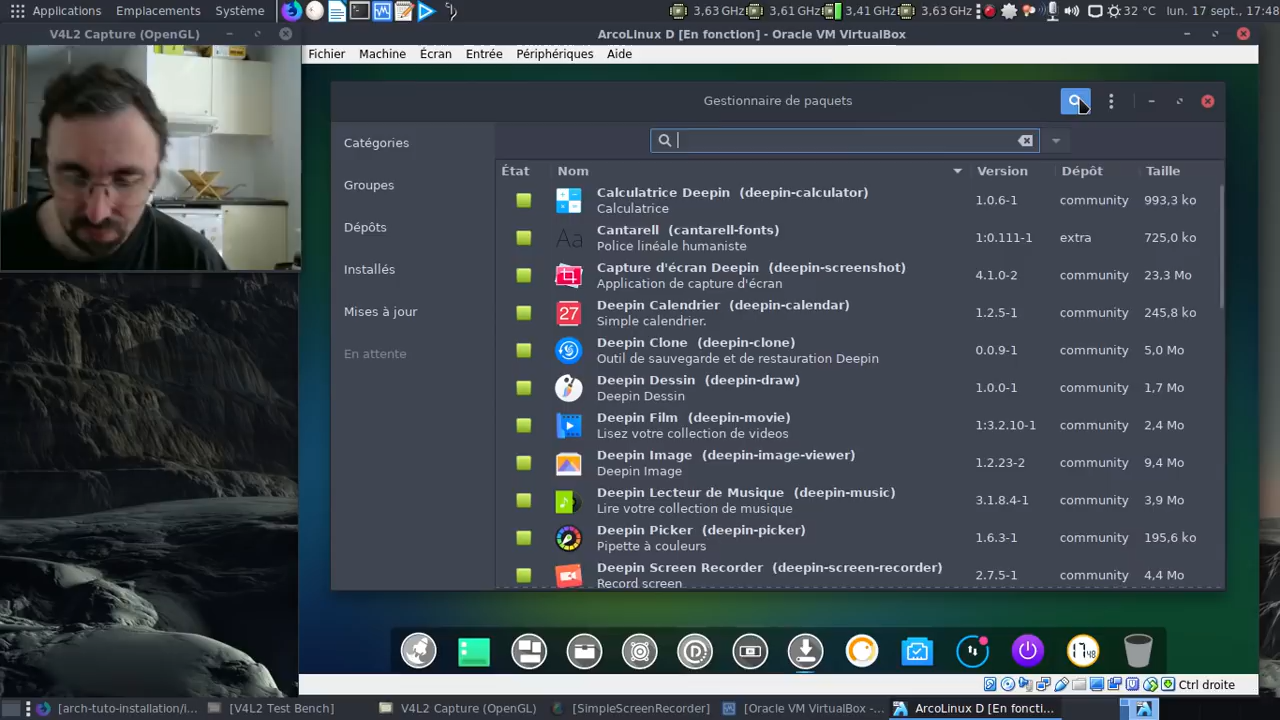 Applications Emplacements Système 3,63 GHz 3,61 GHz 3,41 GHz 3,63 GHz 32 °C lun. 17 sept., 17:48
V4L2 Capture (OpenGL)
ArcoLinux D [En fonction] - Oracle VM VirtualBox
Fichier Machine Écran Entrée Périphériques Aide
Gestionnaire de paquets
Catégories
Groupes
Dépôts
Installés
Mises à jour
En attente
État Nom Version Dépôt Taille
Calculatrice Deepin (deepin-calculator) 1.0.6-1 community 993,3 ko
Calculatrice
Cantarell (cantarell-fonts) 1:0.111-1 extra 725,0 ko
Police linéale humaniste
Capture d'écran Deepin (deepin-screenshot) 4.1.0-2 community 23,3 Mo
Application de capture d'écran
Deepin Calendrier (deepin-calendar) 1.2.5-1 community 245,8 ko
Simple calendrier.
Deepin Clone (deepin-clone) 0.0.9-1 community 5,0 Mo
Outil de sauvegarde et de restauration Deepin
Deepin Dessin (deepin-draw) 1.0.0-1 community 1,7 Mo
Deepin Dessin
Deepin Film (deepin-movie) 1:3.2.10-1 community 2,4 Mo
Lisez votre collection de videos
Deepin Image (deepin-image-viewer) 1.2.23-2 community 9,4 Mo
Deepin Image
Deepin Lecteur de Musique (deepin-music) 3.1.8.4-1 community 3,9 Mo
Lire votre collection de musique
Deepin Picker (deepin-picker) 1.6.3-1 community 195,6 ko
Pipette à couleurs
Deepin Screen Recorder (deepin-screen-recorder) 2.7.5-1 community 4,4 Mo
Record screen
Aa
27
17 48
Ctrl droite
[arch-tuto-installation/i... [V4L2 Test Bench] V4L2 Capture (OpenGL) [SimpleScreenRecorder] [Oracle VM VirtualBox -... ArcoLinux D [En foncti...